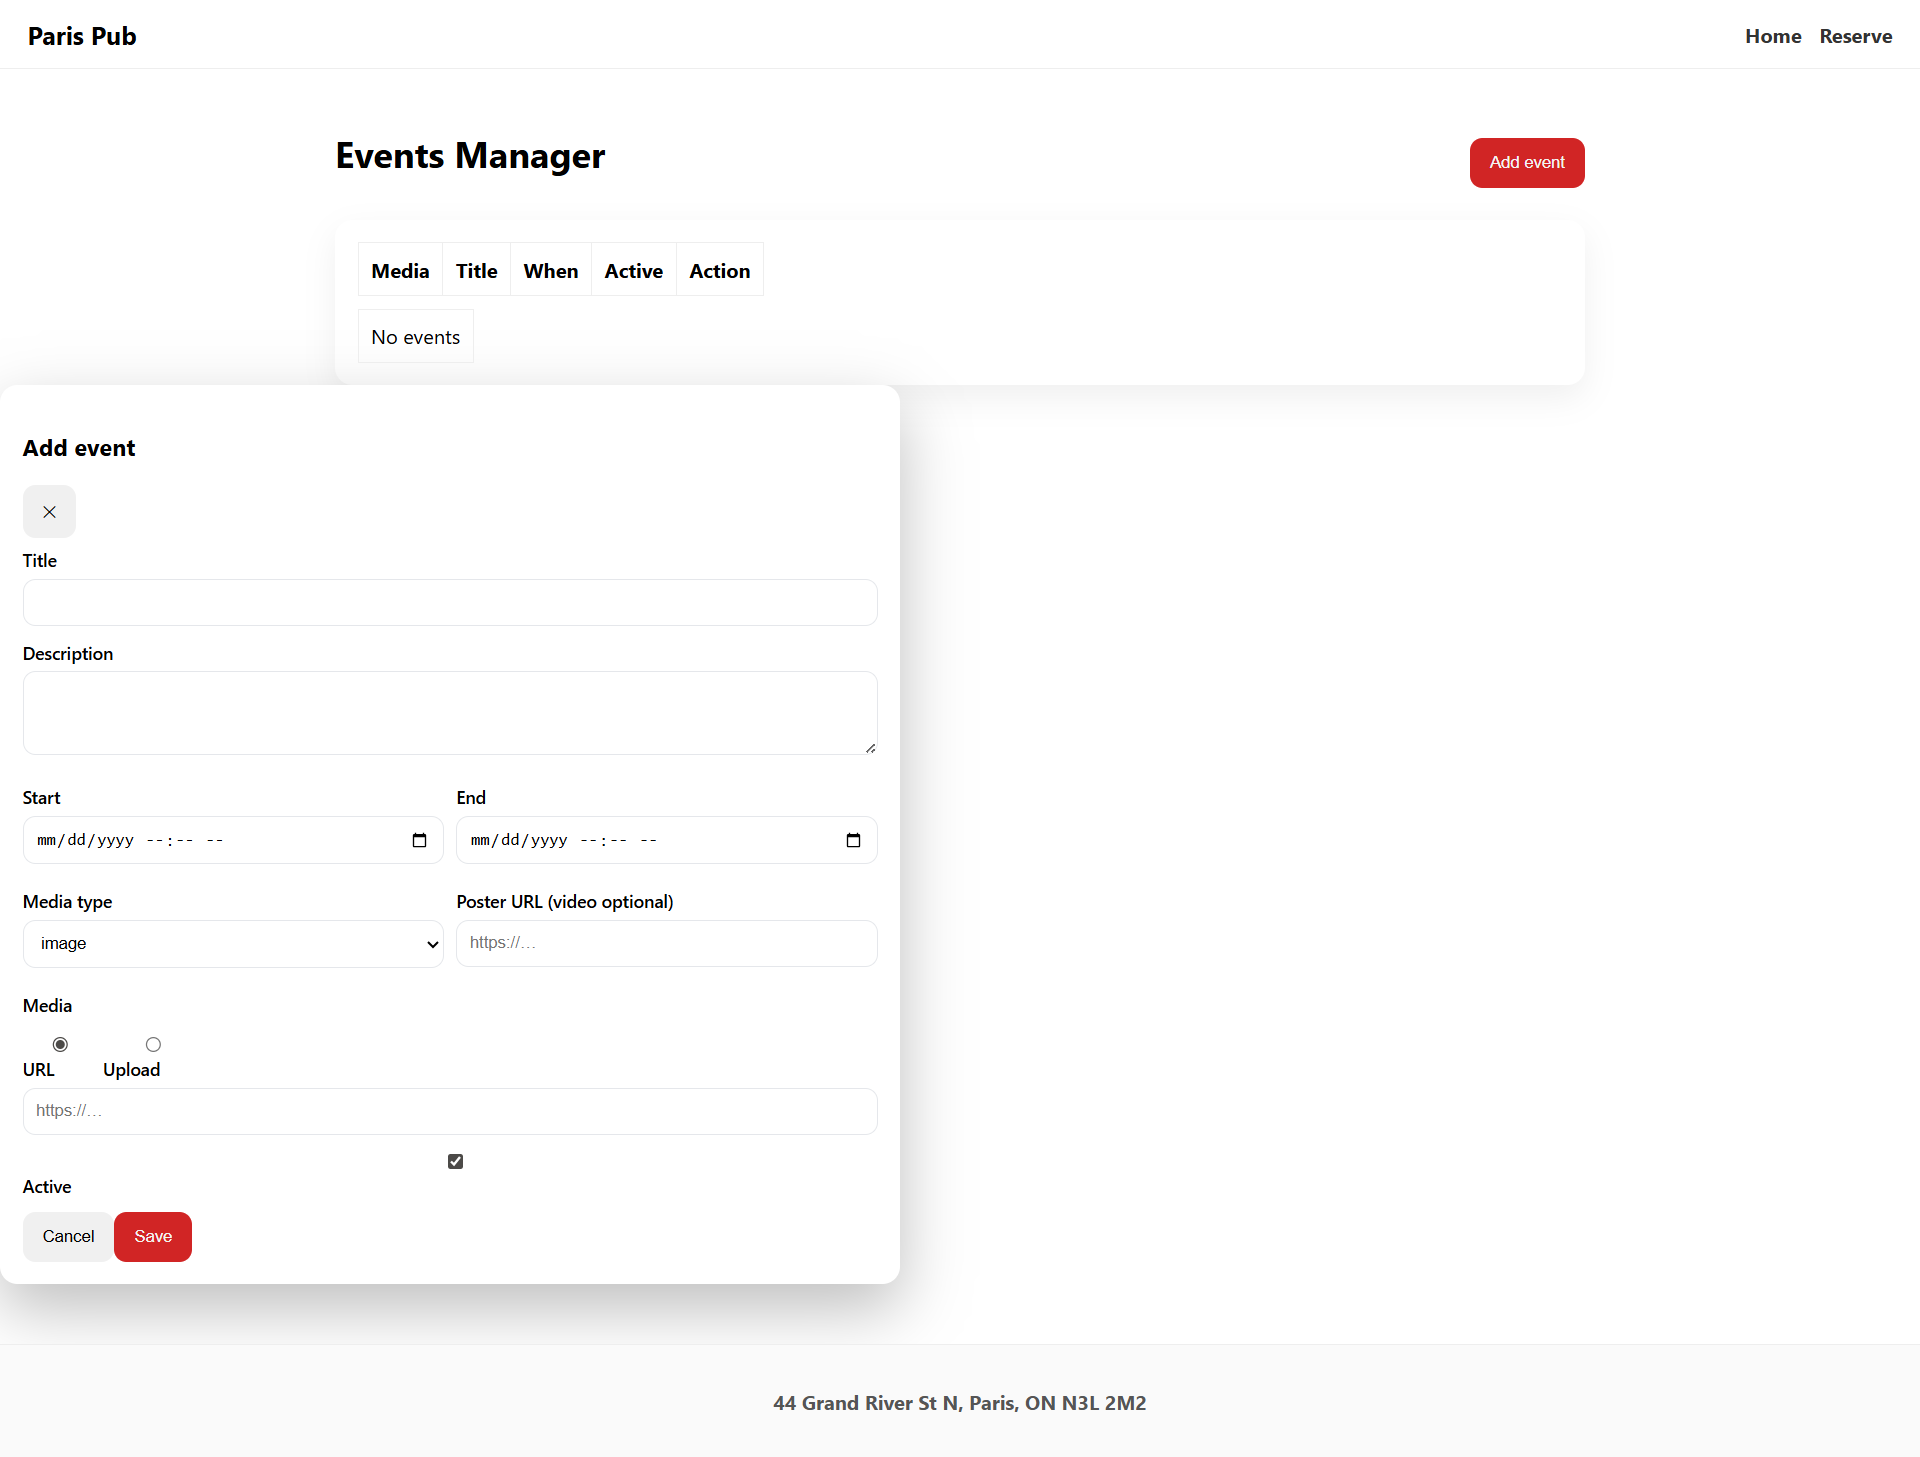 Paris Pub
Home Reserve
Events Manager
Add event
Media Title When Active Action
No events
Add event
×
Title
Description
Start End
mm/dd/yyyy --:-- -- mm/dd/yyyy --:-- --
Media type Poster URL (video optional)
image https://…
Media
URL Upload
https://…
Active
Cancel Save
44 Grand River St N, Paris, ON N3L 2M2